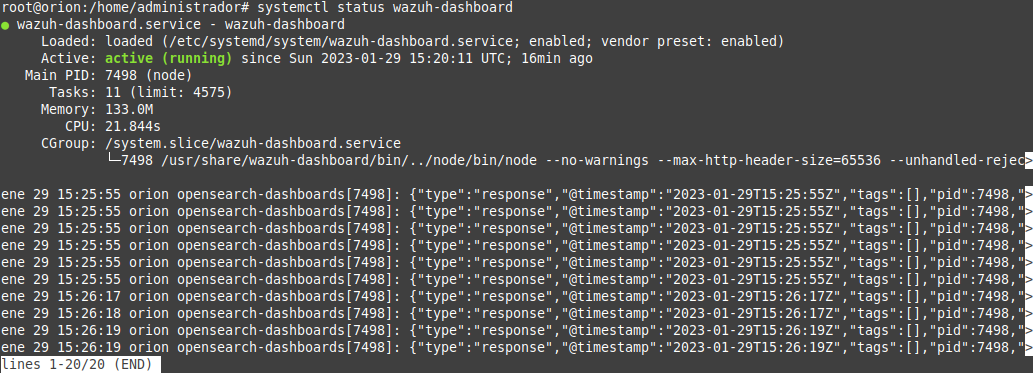 root@orion:/home/administrador# systemctl status wazuh-dashboard
● wazuh-dashboard.service - wazuh-dashboard
     Loaded: loaded (/etc/systemd/system/wazuh-dashboard.service; enabled; vendor preset: enabled)
     Active: active (running) since Sun 2023-01-29 15:20:11 UTC; 16min ago
   Main PID: 7498 (node)
      Tasks: 11 (limit: 4575)
     Memory: 133.0M
        CPU: 21.844s
     CGroup: /system.slice/wazuh-dashboard.service
             └─7498 /usr/share/wazuh-dashboard/bin/../node/bin/node --no-warnings --max-http-header-size=65536 --unhandled-rejec>

ene 29 15:25:55 orion opensearch-dashboards[7498]: {"type":"response","@timestamp":"2023-01-29T15:25:55Z","tags":[],"pid":7498,">
ene 29 15:25:55 orion opensearch-dashboards[7498]: {"type":"response","@timestamp":"2023-01-29T15:25:55Z","tags":[],"pid":7498,">
ene 29 15:25:55 orion opensearch-dashboards[7498]: {"type":"response","@timestamp":"2023-01-29T15:25:55Z","tags":[],"pid":7498,">
ene 29 15:25:55 orion opensearch-dashboards[7498]: {"type":"response","@timestamp":"2023-01-29T15:25:55Z","tags":[],"pid":7498,">
ene 29 15:25:55 orion opensearch-dashboards[7498]: {"type":"response","@timestamp":"2023-01-29T15:25:55Z","tags":[],"pid":7498,">
ene 29 15:25:55 orion opensearch-dashboards[7498]: {"type":"response","@timestamp":"2023-01-29T15:25:55Z","tags":[],"pid":7498,">
ene 29 15:26:17 orion opensearch-dashboards[7498]: {"type":"response","@timestamp":"2023-01-29T15:26:17Z","tags":[],"pid":7498,">
ene 29 15:26:18 orion opensearch-dashboards[7498]: {"type":"response","@timestamp":"2023-01-29T15:26:17Z","tags":[],"pid":7498,">
ene 29 15:26:19 orion opensearch-dashboards[7498]: {"type":"response","@timestamp":"2023-01-29T15:26:19Z","tags":[],"pid":7498,">
ene 29 15:26:19 orion opensearch-dashboards[7498]: {"type":"response","@timestamp":"2023-01-29T15:26:19Z","tags":[],"pid":7498,">
lines 1-20/20 (END)